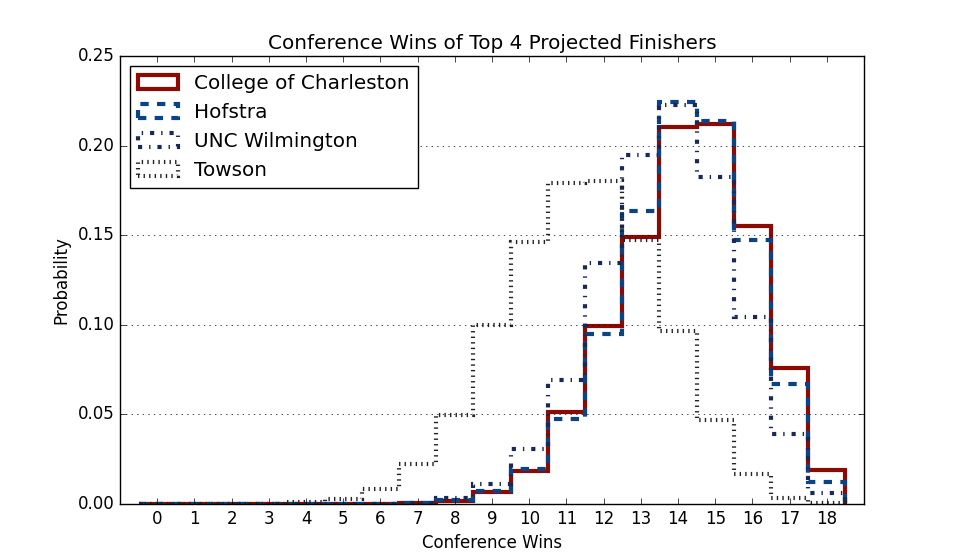 Conference Wins of Top 4 Projected Finishers
College of Charleston
Hofstra
UNC Wilmington
Towson
0.25
0.20
0.15
0.10
0.05
0.00
Probability
0 1 2 3 4 5 6 7 8 9 10 11 12 13 14 15 16 17 18
Conference Wins